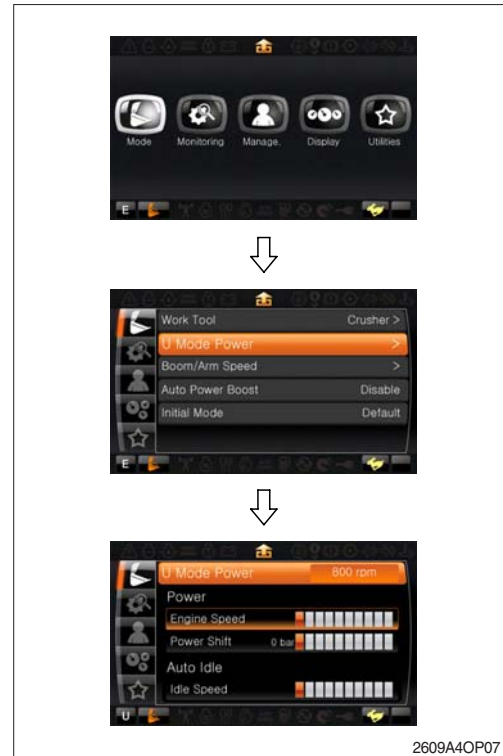 Mode Monitoring Manage. Display Utilities
E
Work Tool Crusher >
U Mode Power >
Boom/Arm Speed >
Auto Power Boost Disable
Initial Mode Default
E
U Mode Power 800 rpm
Power
Engine Speed
Power Shift 0 bar
Auto Idle
Idle Speed
U
2609A4OP07